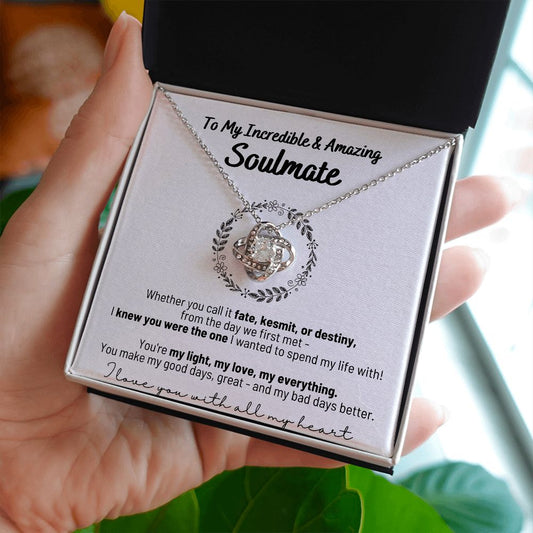 To My Incredible & Amazing
Soulmate
Whether you call it fate, kesmit, or destiny,
from the day we first met -
I knew you were the one I wanted to spend my life with!
You're my light, my love, my everything.
You make my good days, great - and my bad days better.
I love you with all my heart